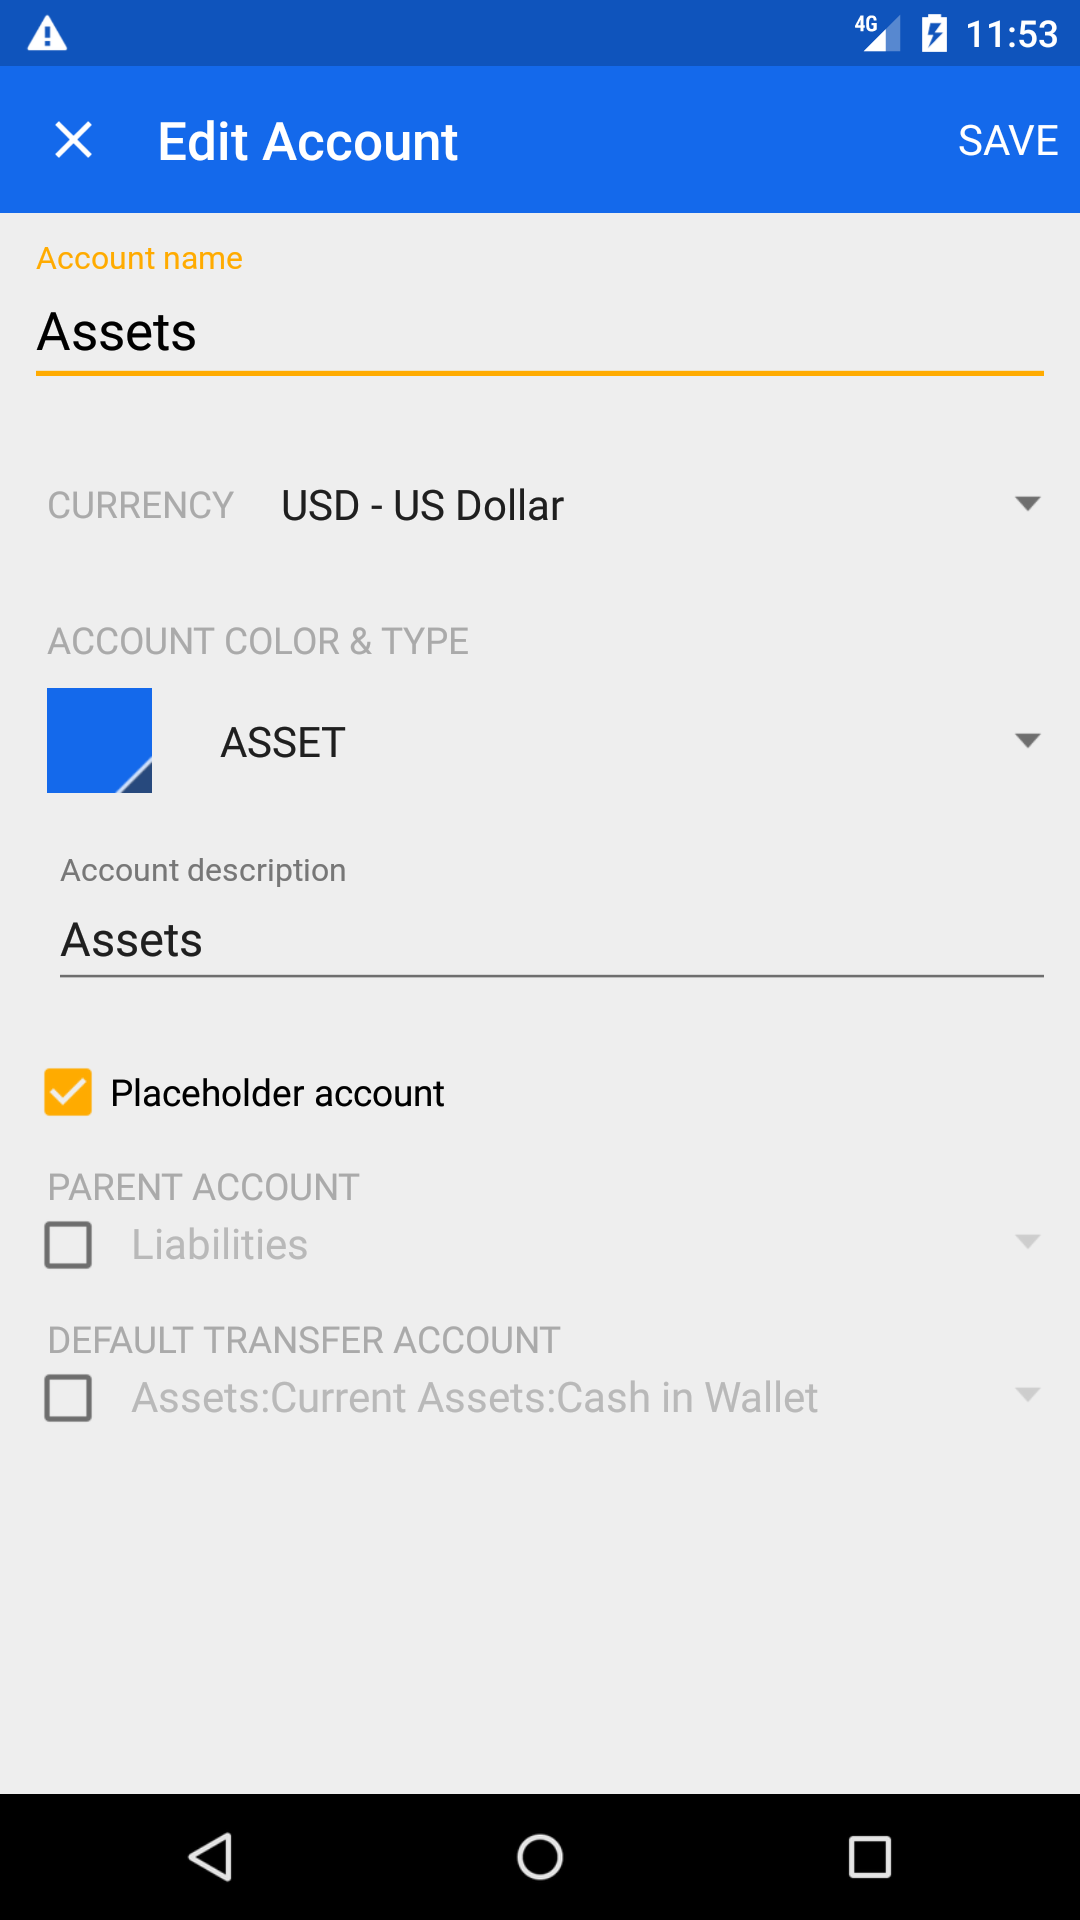 4G 11:53
Edit Account SAVE
Account name
Assets
CURRENCY USD - US Dollar
ACCOUNT COLOR & TYPE
ASSET
Account description
Assets
Placeholder account
PARENT ACCOUNT
Liabilities
DEFAULT TRANSFER ACCOUNT
Assets:Current Assets:Cash in Wallet